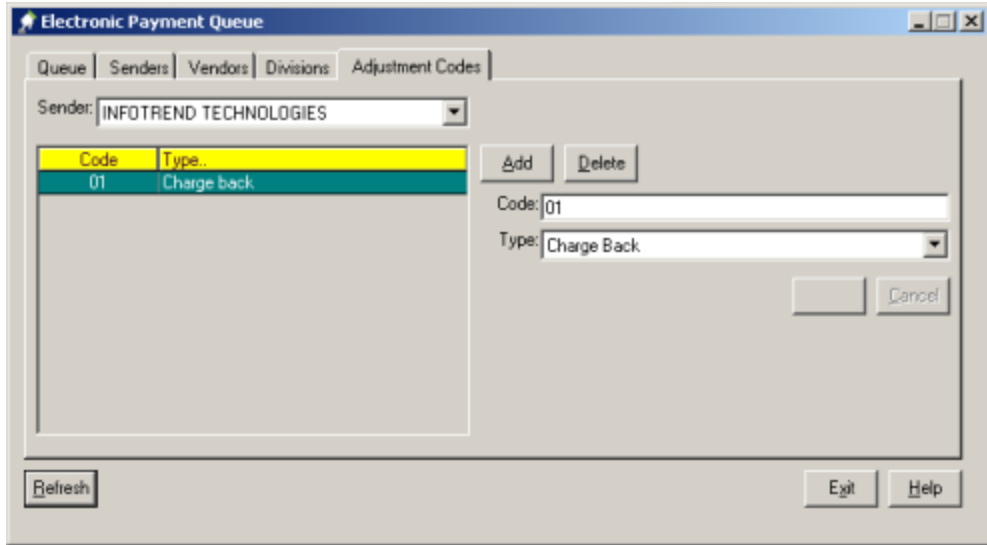 Electronic Payment Queue
Queue Senders Vendors Divisions Adjustment Codes
Sender: INFOTREND TECHNOLOGIES
Code Type..
01 Charge back
Add Delete
Code: 01
Type: Charge Back
Cancel
Refresh Exit Help